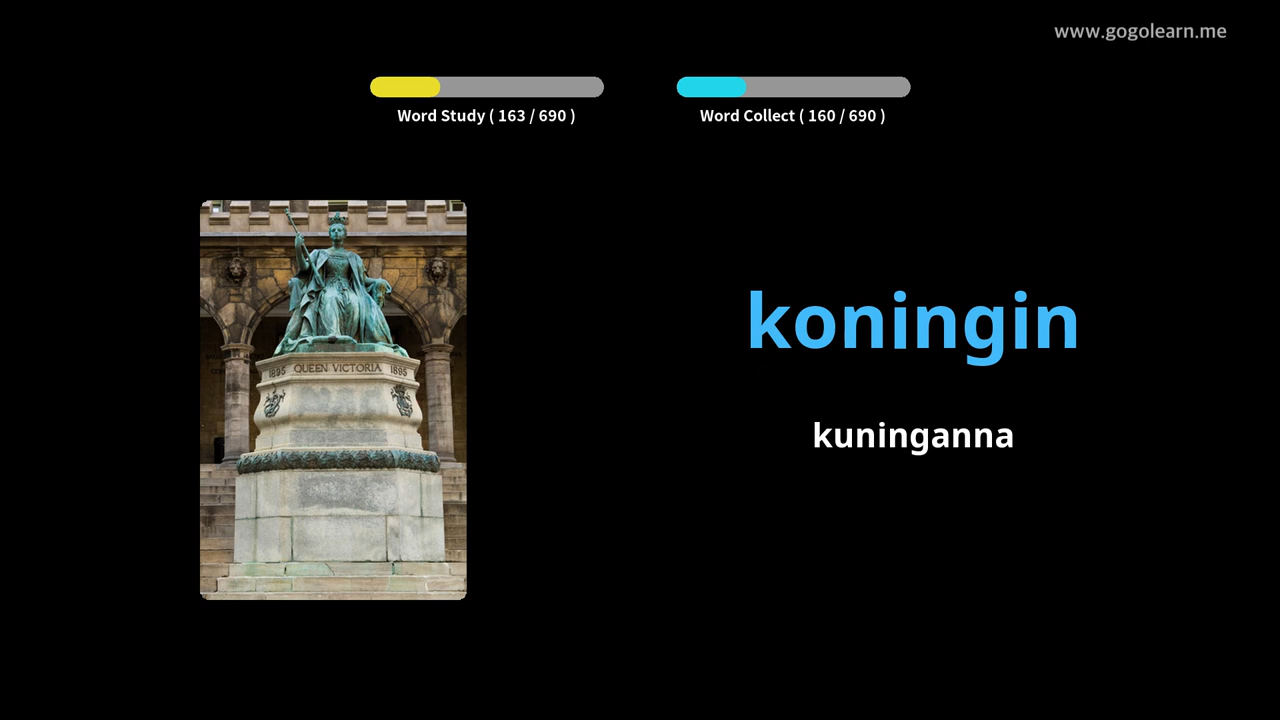 www.gogolearn.me
Word Study ( 163 / 690 )
Word Collect ( 160 / 690 )
1895 QUEEN VICTORIA 1895
koningin
kuninganna